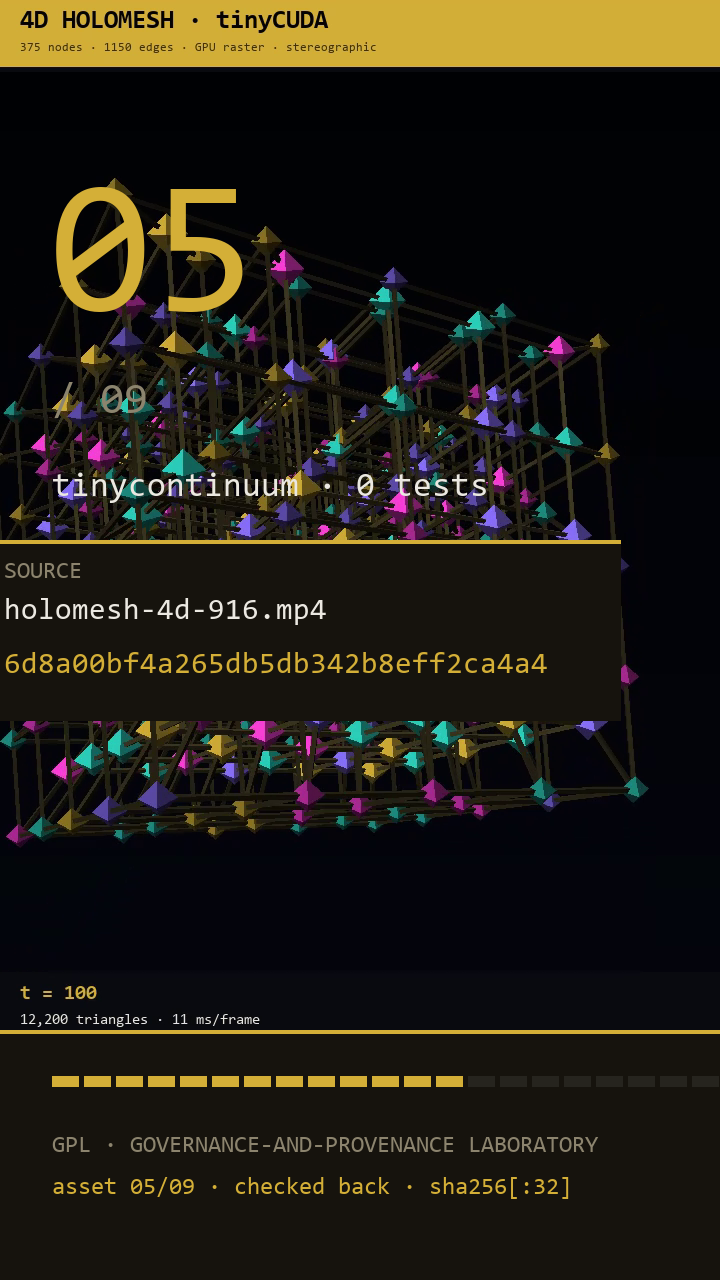 4D HOLOMESH · tinyCUDA
375 nodes · 1150 edges · GPU raster · stereographic
05
/ 09
tinycontinuum · 0 tests
SOURCE
holomesh-4d-916.mp4
6d8a00bf4a265db5db342b8eff2ca4a4
t = 100
12,200 triangles · 11 ms/frame
GPL · GOVERNANCE-AND-PROVENANCE LABORATORY
asset 05/09 · checked back · sha256[:32]